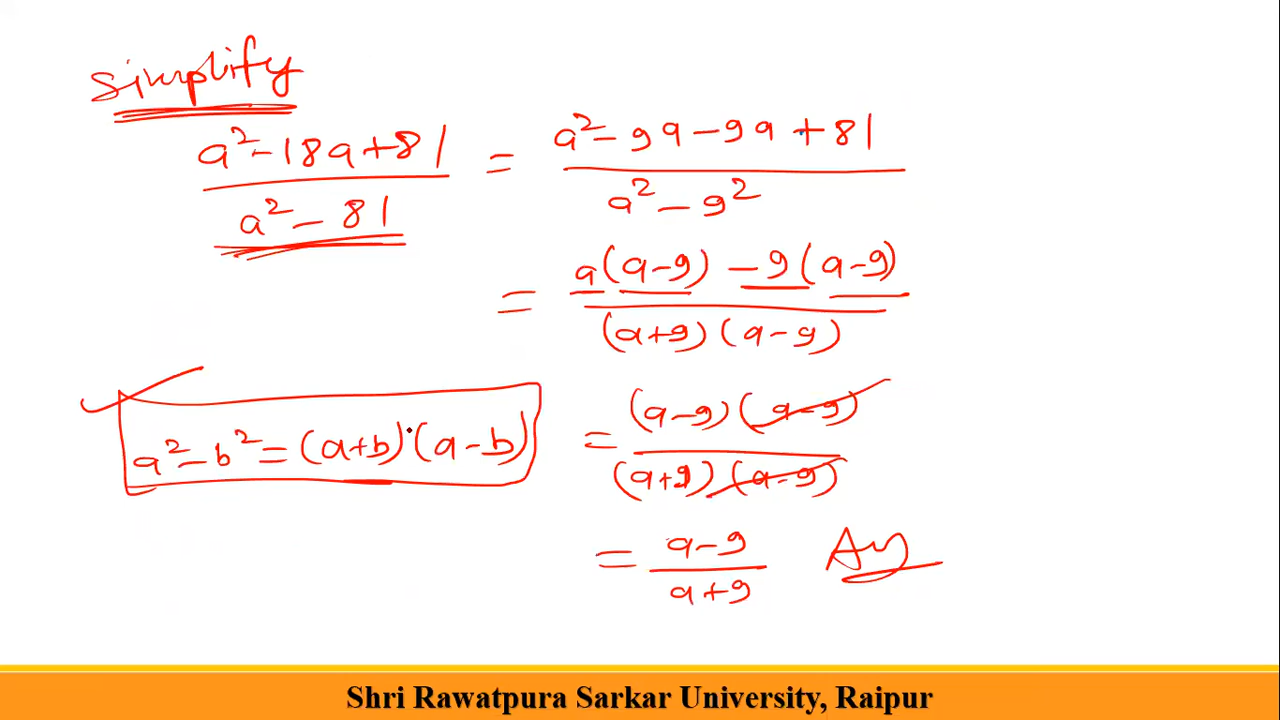 Simplify
a²-18a+81 / a²-81 = a²-9a-9a+81 / a²-9²
= a(a-9) -9(a-9) / (a+9)(a-9)
= (a-9)(a-9) / (a+9)(a-9)
a²-b² = (a+b)(a-b)
= a-9 / a+9 Ans
Shri Rawatpura Sarkar University, Raipur